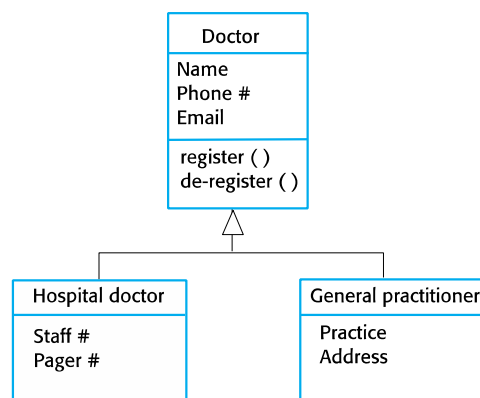 Doctor
Name
Phone #
Email
register ( )
de-register ( )
Hospital doctor
Staff #
Pager #
General practitioner
Practice
Address